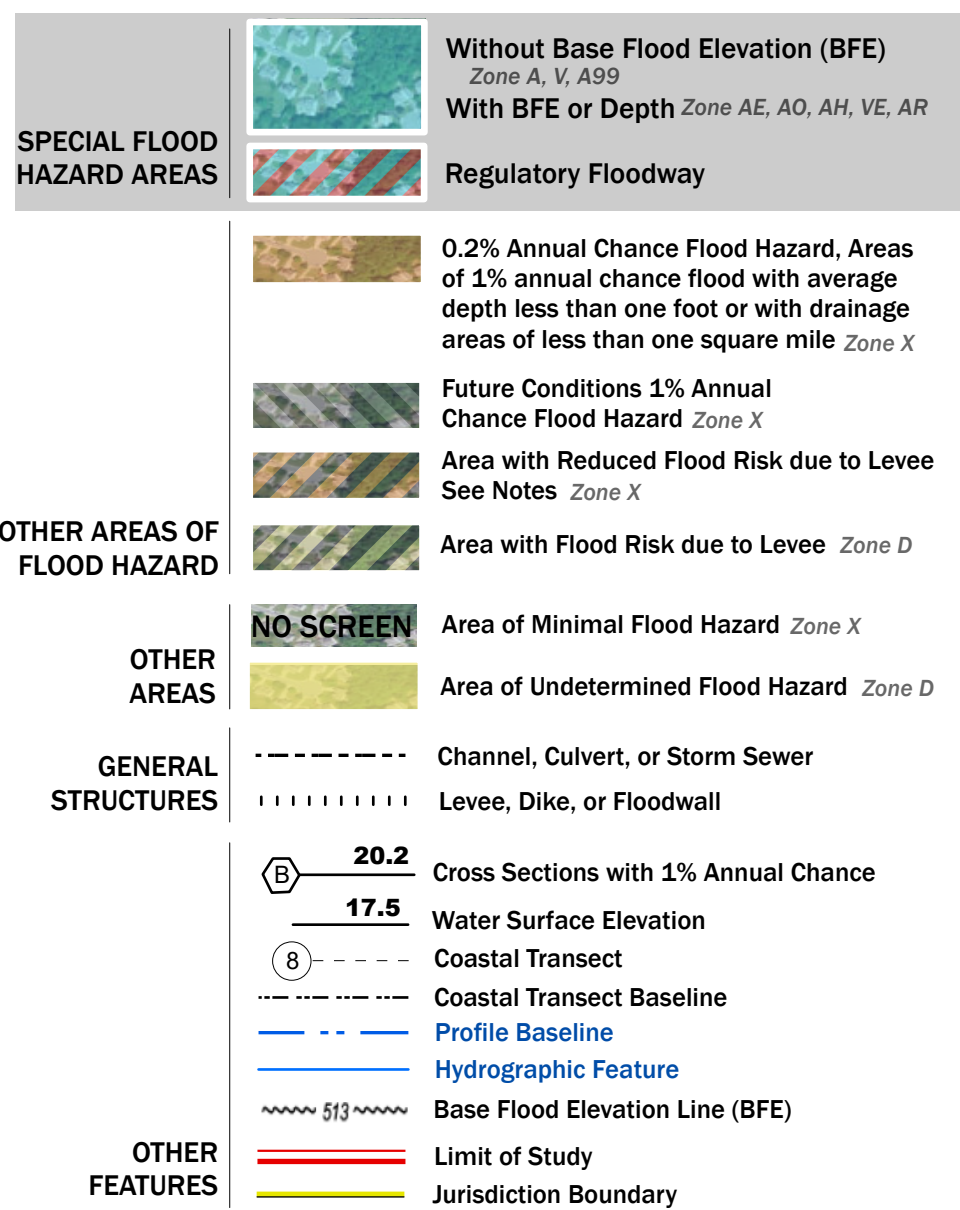 SPECIAL FLOOD
HAZARD AREAS
Without Base Flood Elevation (BFE)
Zone A, V, A99
With BFE or Depth Zone AE, AO, AH, VE, AR
Regulatory Floodway
OTHER AREAS OF
FLOOD HAZARD
0.2% Annual Chance Flood Hazard, Areas
of 1% annual chance flood with average
depth less than one foot or with drainage
areas of less than one square mile Zone X
Future Conditions 1% Annual
Chance Flood Hazard Zone X
Area with Reduced Flood Risk due to Levee
See Notes Zone X
Area with Flood Risk due to Levee Zone D
OTHER
AREAS
NO SCREEN Area of Minimal Flood Hazard Zone X
Area of Undetermined Flood Hazard Zone D
GENERAL
STRUCTURES
Channel, Culvert, or Storm Sewer
Levee, Dike, or Floodwall
OTHER
FEATURES
B 20.2 Cross Sections with 1% Annual Chance
17.5 Water Surface Elevation
8 Coastal Transect
Coastal Transect Baseline
Profile Baseline
Hydrographic Feature
513 Base Flood Elevation Line (BFE)
Limit of Study
Jurisdiction Boundary